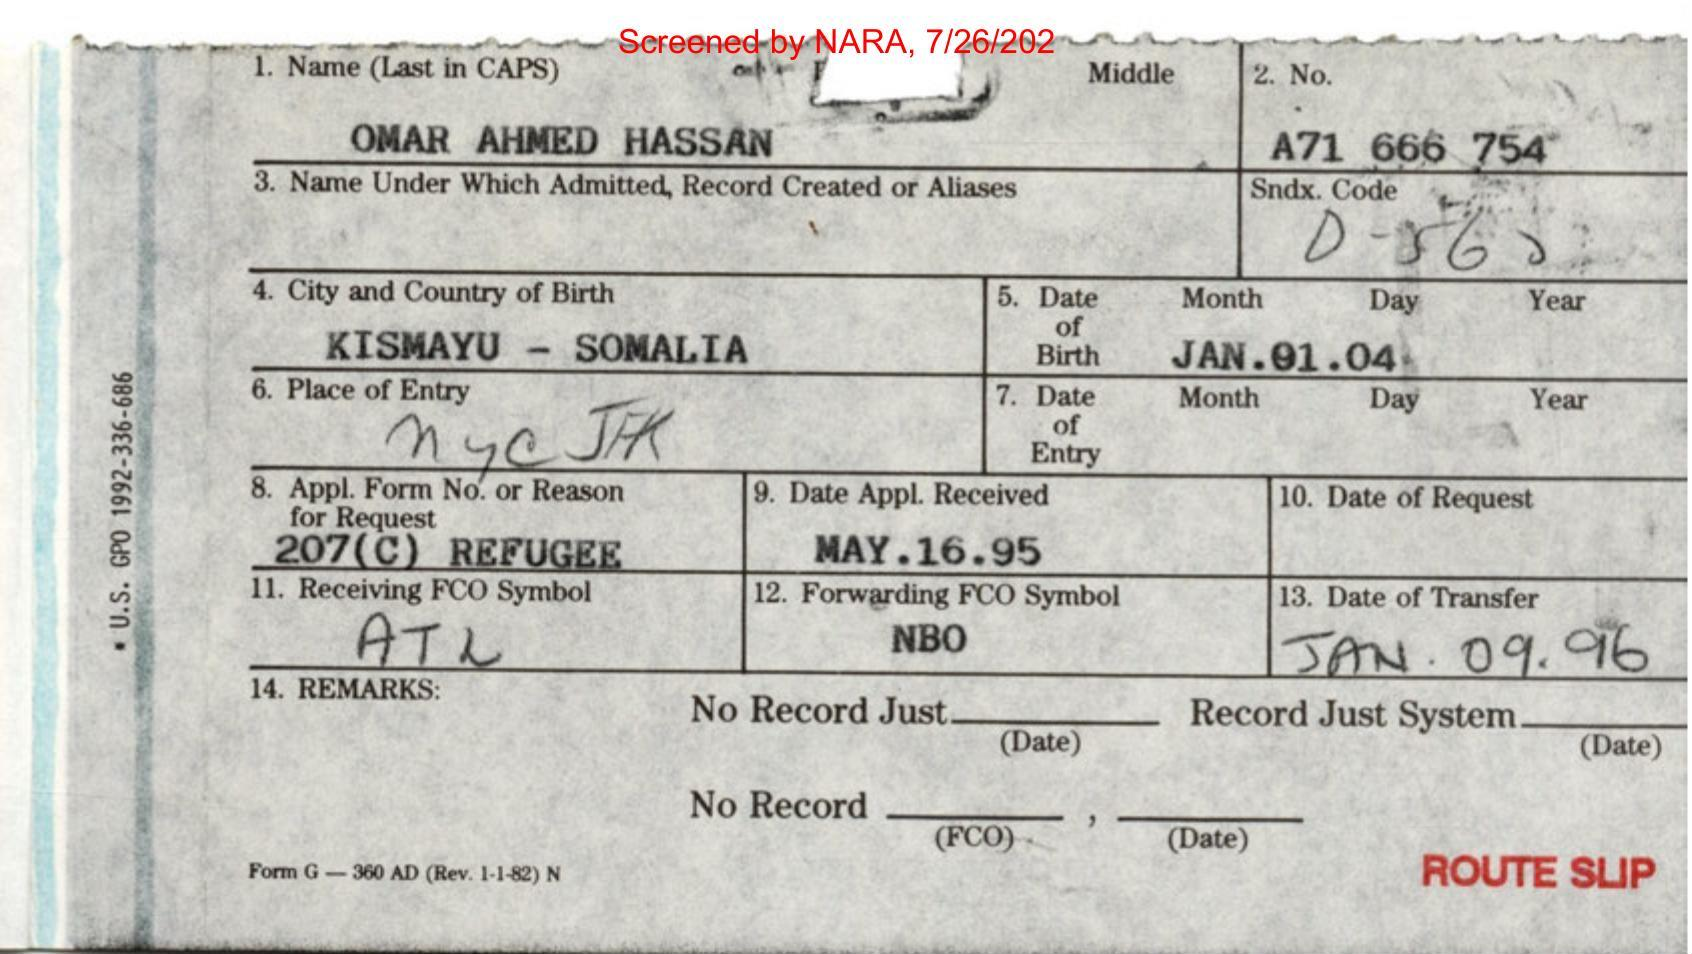 Screened by NARA, 7/26/202
1. Name (Last in CAPS) Middle
OMAR AHMED HASSAN
2. No.
A71 666 754
3. Name Under Which Admitted, Record Created or Aliases
Sndx. Code
4. City and Country of Birth
KISMAYU - SOMALIA
5. Date of Birth Month Day Year
JAN.01.04
6. Place of Entry
NYC JFK
7. Date of Entry Month Day Year
8. Appl. Form No. or Reason
for Request
207(C) REFUGEE
9. Date Appl. Received
MAY.16.95
10. Date of Request
11. Receiving FCO Symbol
ATL
12. Forwarding FCO Symbol
NBO
13. Date of Transfer
JAN. 09.96
14. REMARKS:
No Record Just. Record Just System
(Date) (Date)
No Record ,
(FCO) (Date)
Form G — 360 AD (Rev. 1-1-82) N
ROUTE SLIP
* U.S. GPO 1992-336-686